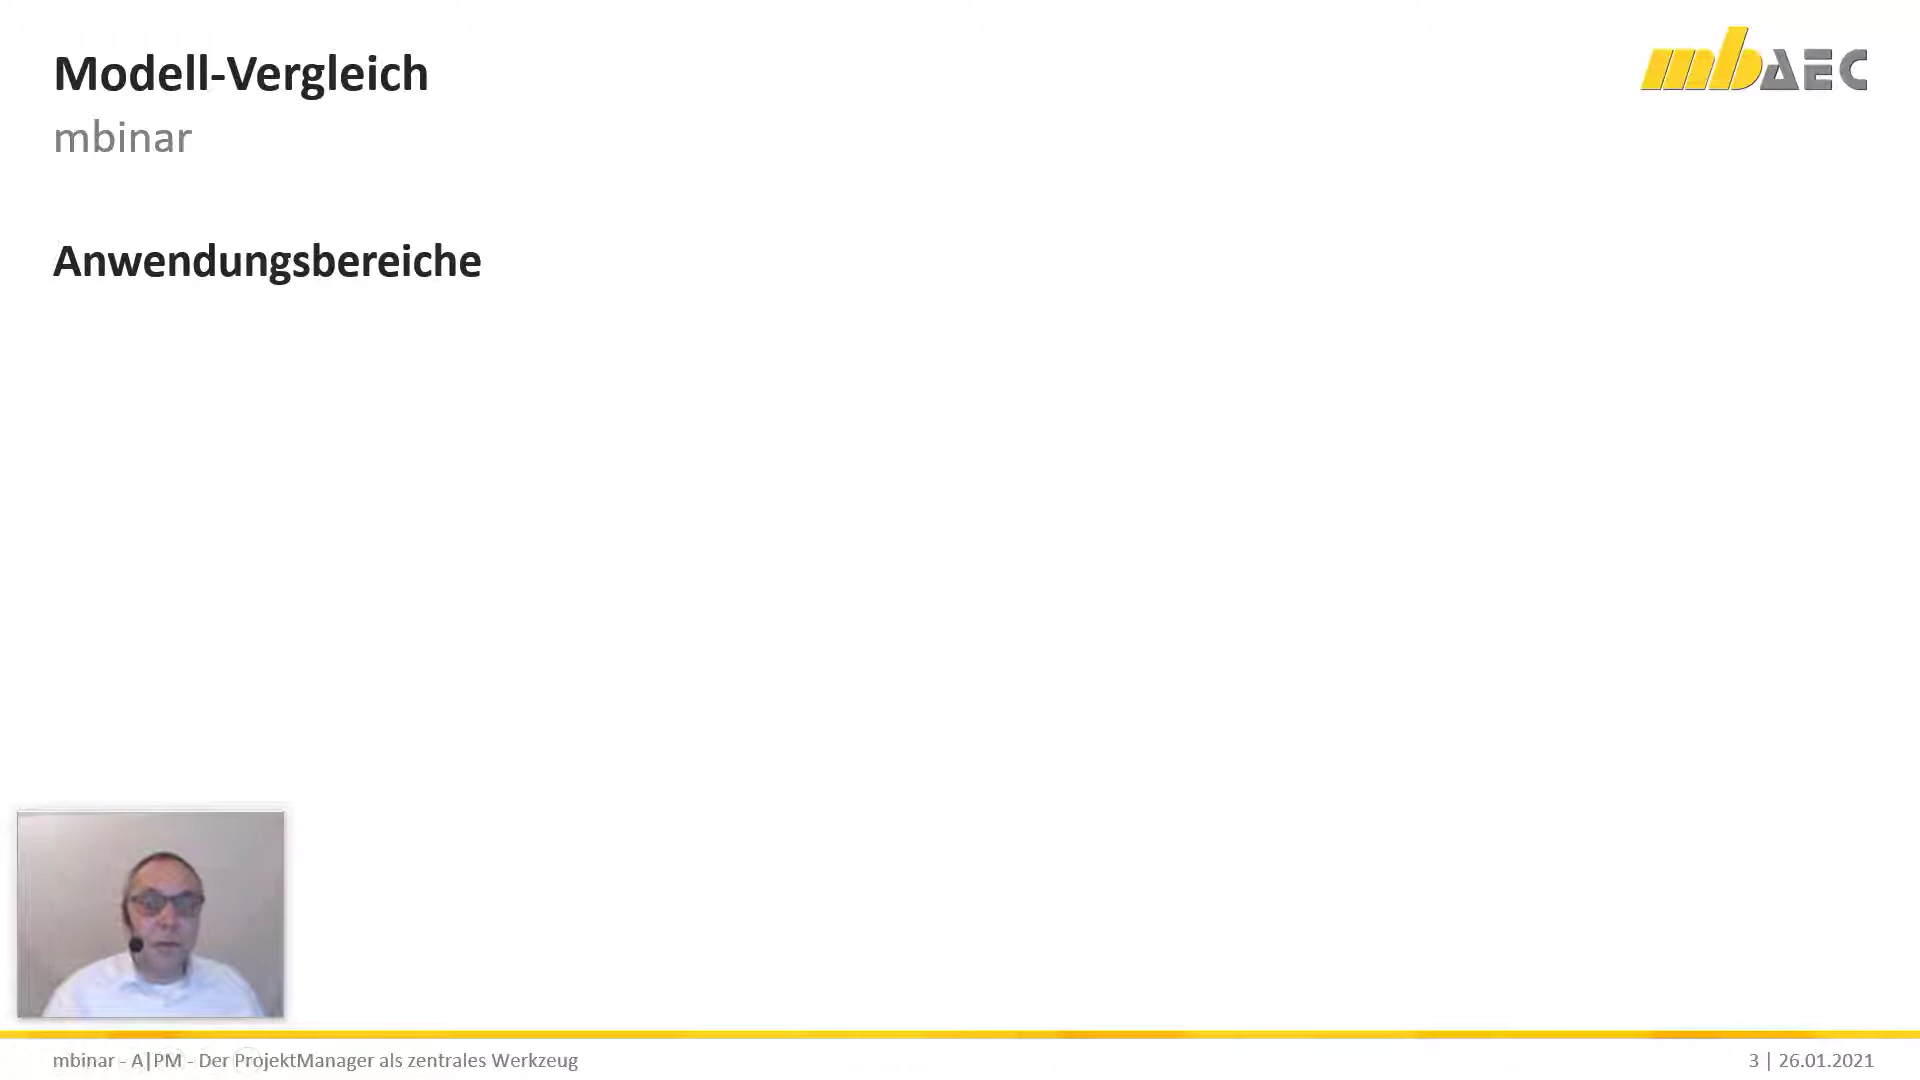 Modell-Vergleich
mbAEC
mbinar
Anwendungsbereiche
mbinar - A|PM - Der ProjektManager als zentrales Werkzeug
3 | 26.01.2021